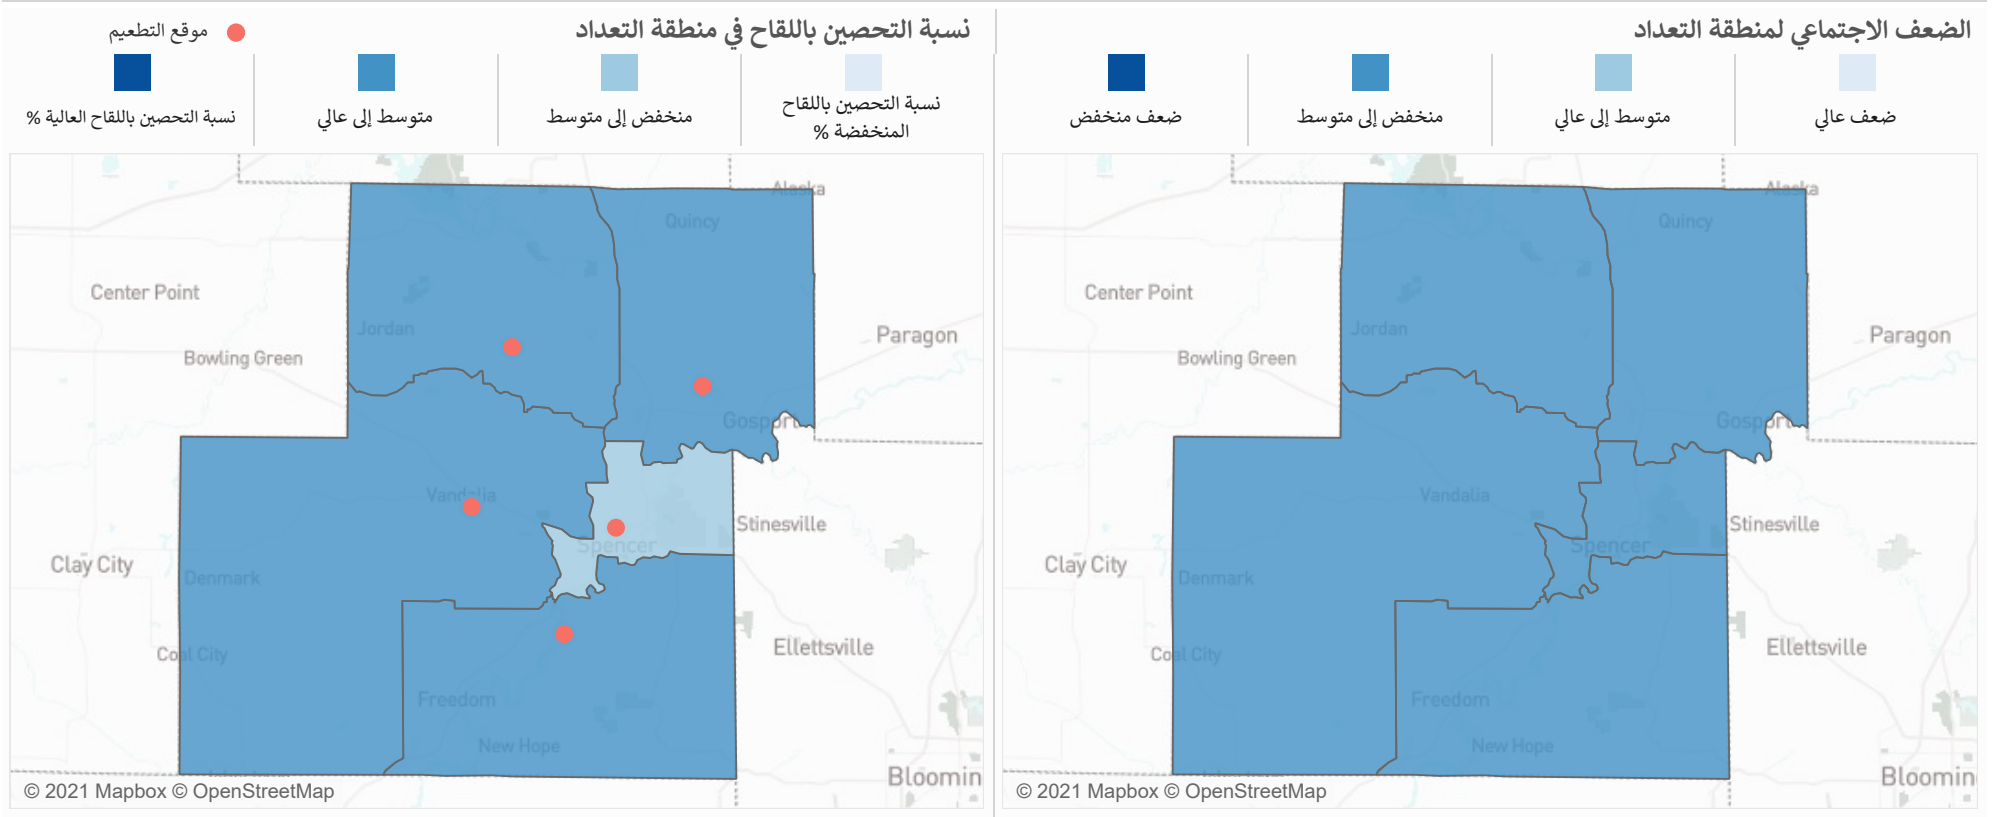 الضعف الاجتماعي لمنطقة التعداد
ضعف عالي
متوسط إلى عالي
منخفض إلى متوسط
ضعف منخفض
نسبة التحصين باللقاح في منطقة التعداد
موقع التطعيم
نسبة التحصين باللقاح
المنخفضة %
منخفض إلى متوسط
متوسط إلى عالي
نسبة التحصين باللقاح العالية %
Alaska
Quincy
Center Point
Jordan
Paragon
Bowling Green
Gosport
Vandalia
Stinesville
Spencer
Clay City
Denmark
Ellettsville
Coal City
Freedom
New Hope
Bloomin
© 2021 Mapbox © OpenStreetMap
Alaska
Quincy
Center Point
Jordan
Paragon
Bowling Green
Gosport
Vandalia
Stinesville
Spencer
Clay City
Denmark
Ellettsville
Coal City
Freedom
New Hope
Bloomin
© 2021 Mapbox © OpenStreetMap